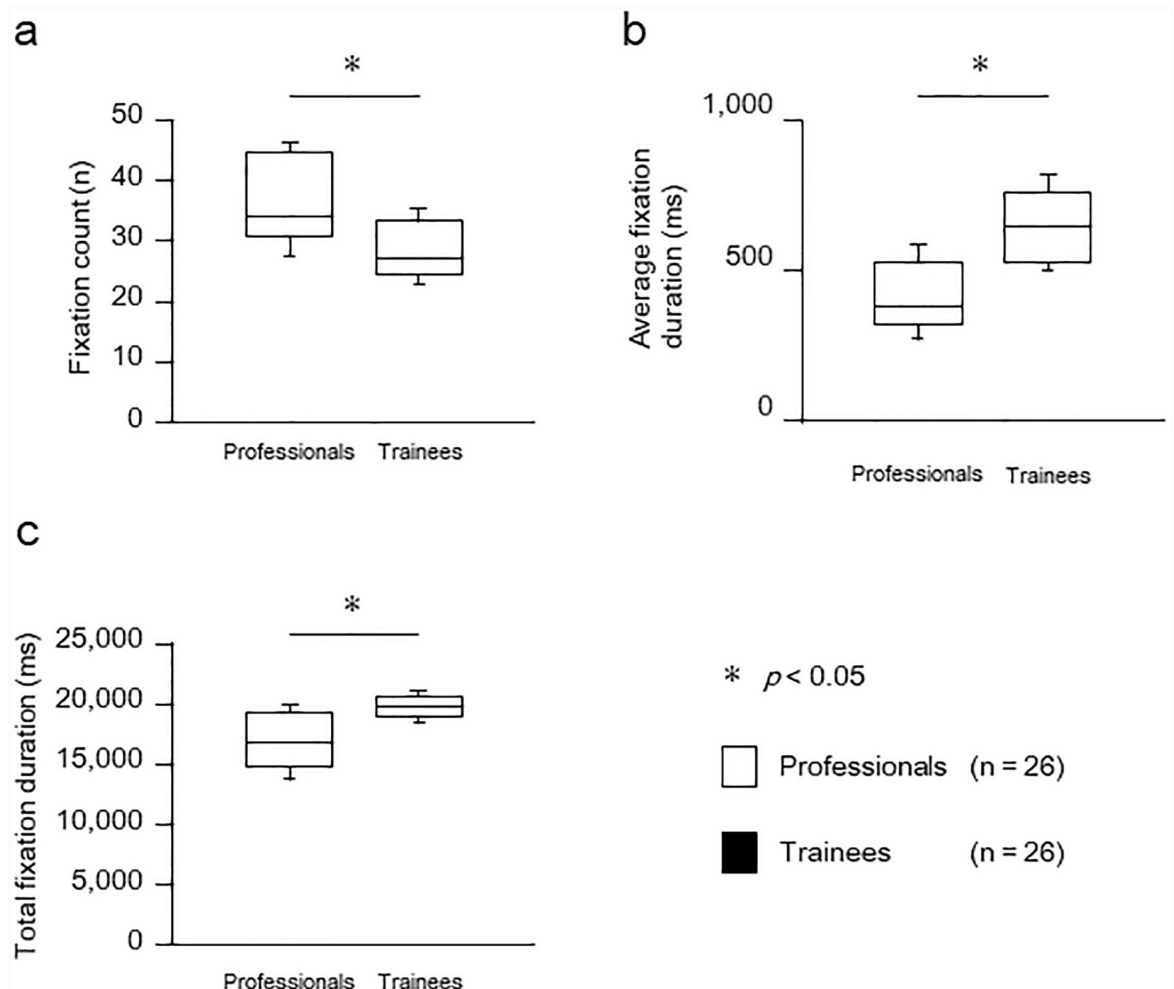 a
*
50
40
30
20
10
0
Fixation count (n)
Professionals Trainees
b
*
1,000
500
0
Average fixation
duration (ms)
Professionals Trainees
c
*
25,000
20,000
15,000
10,000
5,000
0
Total fixation duration (ms)
Professionals Trainees
* p < 0.05
Professionals (n = 26)
Trainees (n = 26)